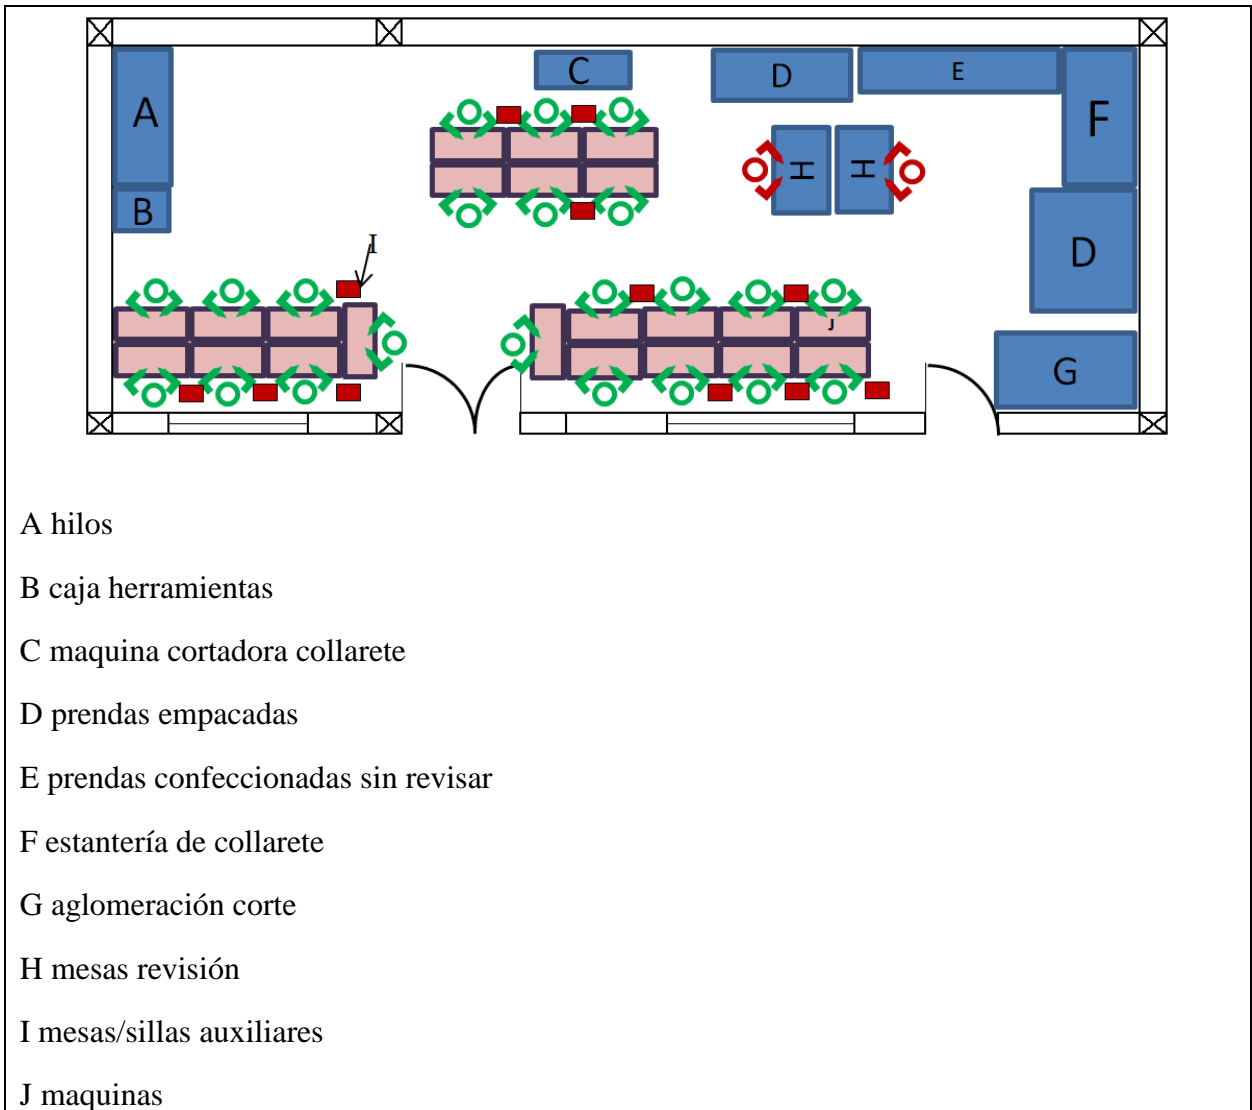 A
B
C
D
E
F
H
H
D
I
J
G
A hilos
B caja herramientas
C maquina cortadora collarete
D prendas empacadas
E prendas confeccionadas sin revisar
F estantería de collarete
G aglomeración corte
H mesas revisión
I mesas/sillas auxiliares
J maquinas